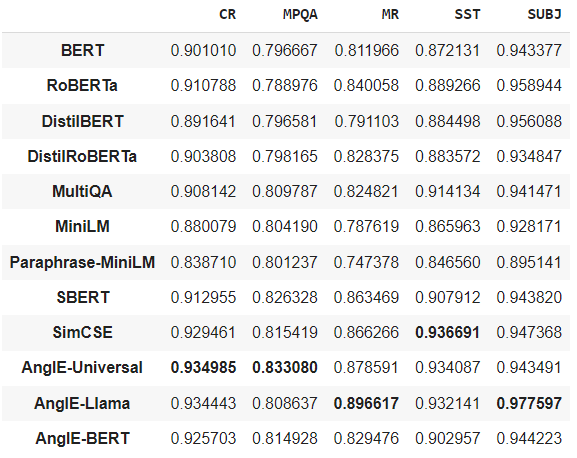 CR MPQA MR SST SUBJ
BERT 0.901010 0.796667 0.811966 0.872131 0.943377
RoBERTa 0.910788 0.788976 0.840058 0.889266 0.958944
DistilBERT 0.891641 0.796581 0.791103 0.884498 0.956088
DistilRoBERTa 0.903808 0.798165 0.828375 0.883572 0.934847
MultiQA 0.908142 0.809787 0.824821 0.914134 0.941471
MiniLM 0.880079 0.804190 0.787619 0.865963 0.928171
Paraphrase-MiniLM 0.838710 0.801237 0.747378 0.846560 0.895141
SBERT 0.912955 0.826328 0.863469 0.907912 0.943820
SimCSE 0.929461 0.815419 0.866266 0.936691 0.947368
AnglE-Universal 0.934985 0.833080 0.878591 0.934087 0.943491
AnglE-Llama 0.934443 0.808637 0.896617 0.932141 0.977597
AnglE-BERT 0.925703 0.814928 0.829476 0.902957 0.944223